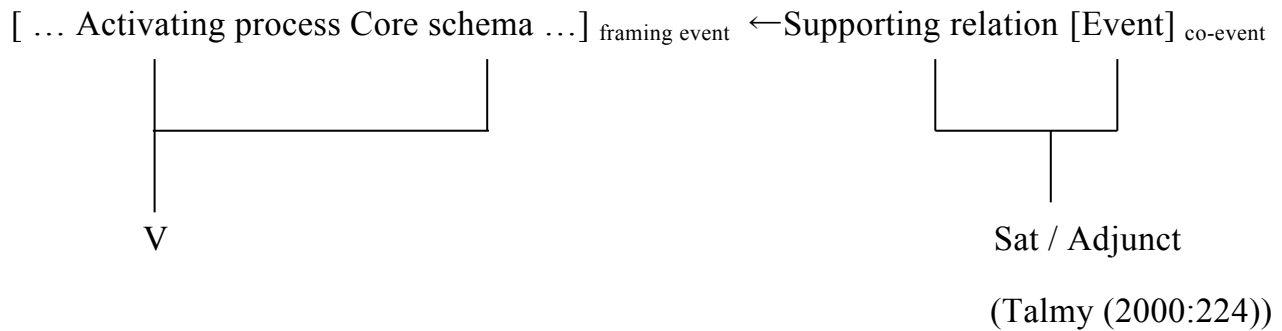 [ … Activating process Core schema …] framing event ←Supporting relation [Event] co-event
V Sat / Adjunct
(Talmy (2000:224))